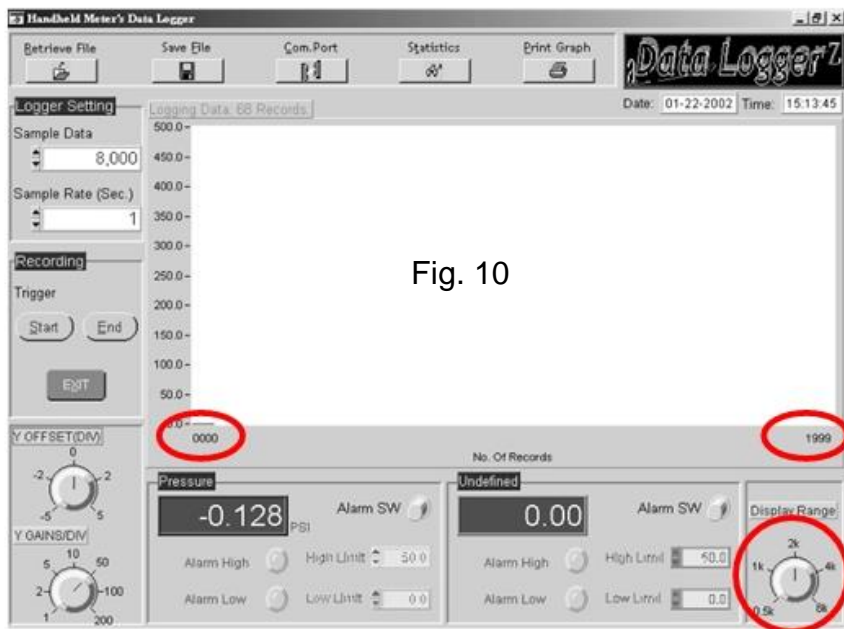 Handheld Meter's Data Logger
Retrieve File Save File Com.Port Statistics Print Graph
Data Logger
Logger Setting
Logging Data: 68 Records.
Date: 01-22-2002 Time: 15:13:45
Sample Data
8,000
Sample Rate (Sec.)
1
Recording
Trigger
Start End
EXIT
500.0
450.0
400.0
350.0
300.0
250.0
200.0
150.0
100.0
50.0
0.0
Fig. 10
0000 1999
No. Of Records
Y OFFSET(DIV)
0
-2 2
-5 5
Y GAINS/DIV
5 10 50
2 100
1 200
Pressure
-0.128 PSI
Alarm SW
Alarm High High Limit 50.0
Alarm Low Low Limit 0.0
Undefined
0.00
Alarm SW
Alarm High High Limit 50.0
Alarm Low Low Limit 0.0
Display Range
2k
1k 4k
0.5k 8k